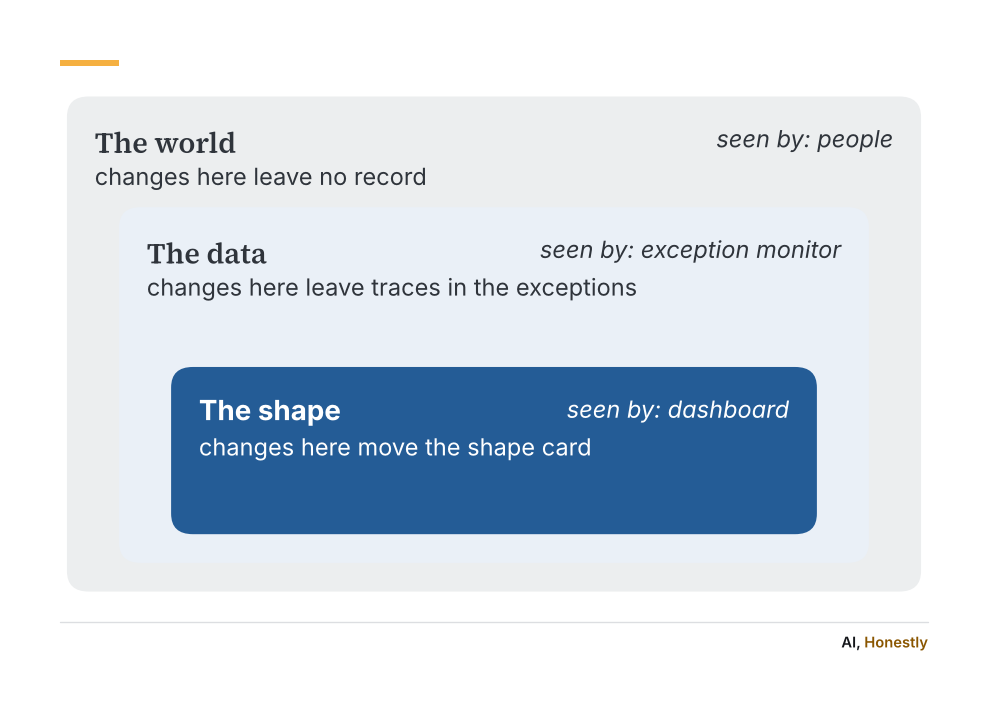 The world
seen by: people
changes here leave no record
The data
seen by: exception monitor
changes here leave traces in the exceptions
The shape
seen by: dashboard
changes here move the shape card
AI, Honestly